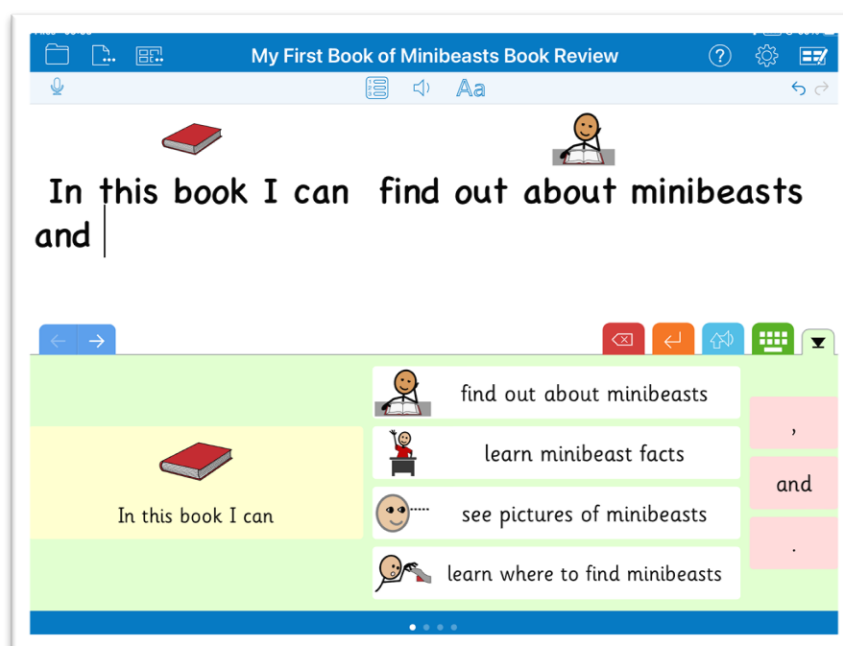 My First Book of Minibeasts Book Review
Aa
In this book I can find out about minibeasts
and
In this book I can
find out about minibeasts
learn minibeast facts
see pictures of minibeasts
learn where to find minibeasts
,
and
.